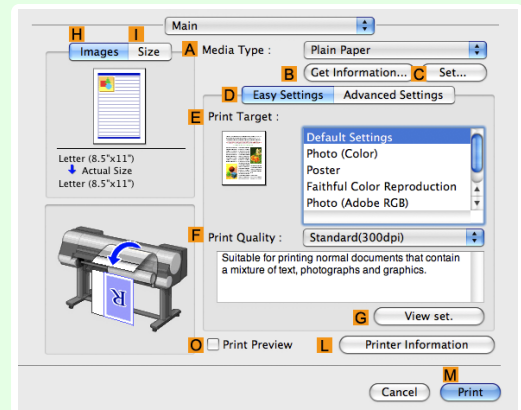 Main
H I
Images Size
A Media Type : Plain Paper
B Get Information... C Set...
D Easy Settings Advanced Settings
E Print Target :
Default Settings
Photo (Color)
Poster
Faithful Color Reproduction
Photo (Adobe RGB)
Letter (8.5"x11")
Actual Size
Letter (8.5"x11")
F Print Quality : Standard(300dpi)
Suitable for printing normal documents that contain
a mixture of text, photographs and graphics.
R
G View set.
O Print Preview L Printer Information
M
Cancel Print